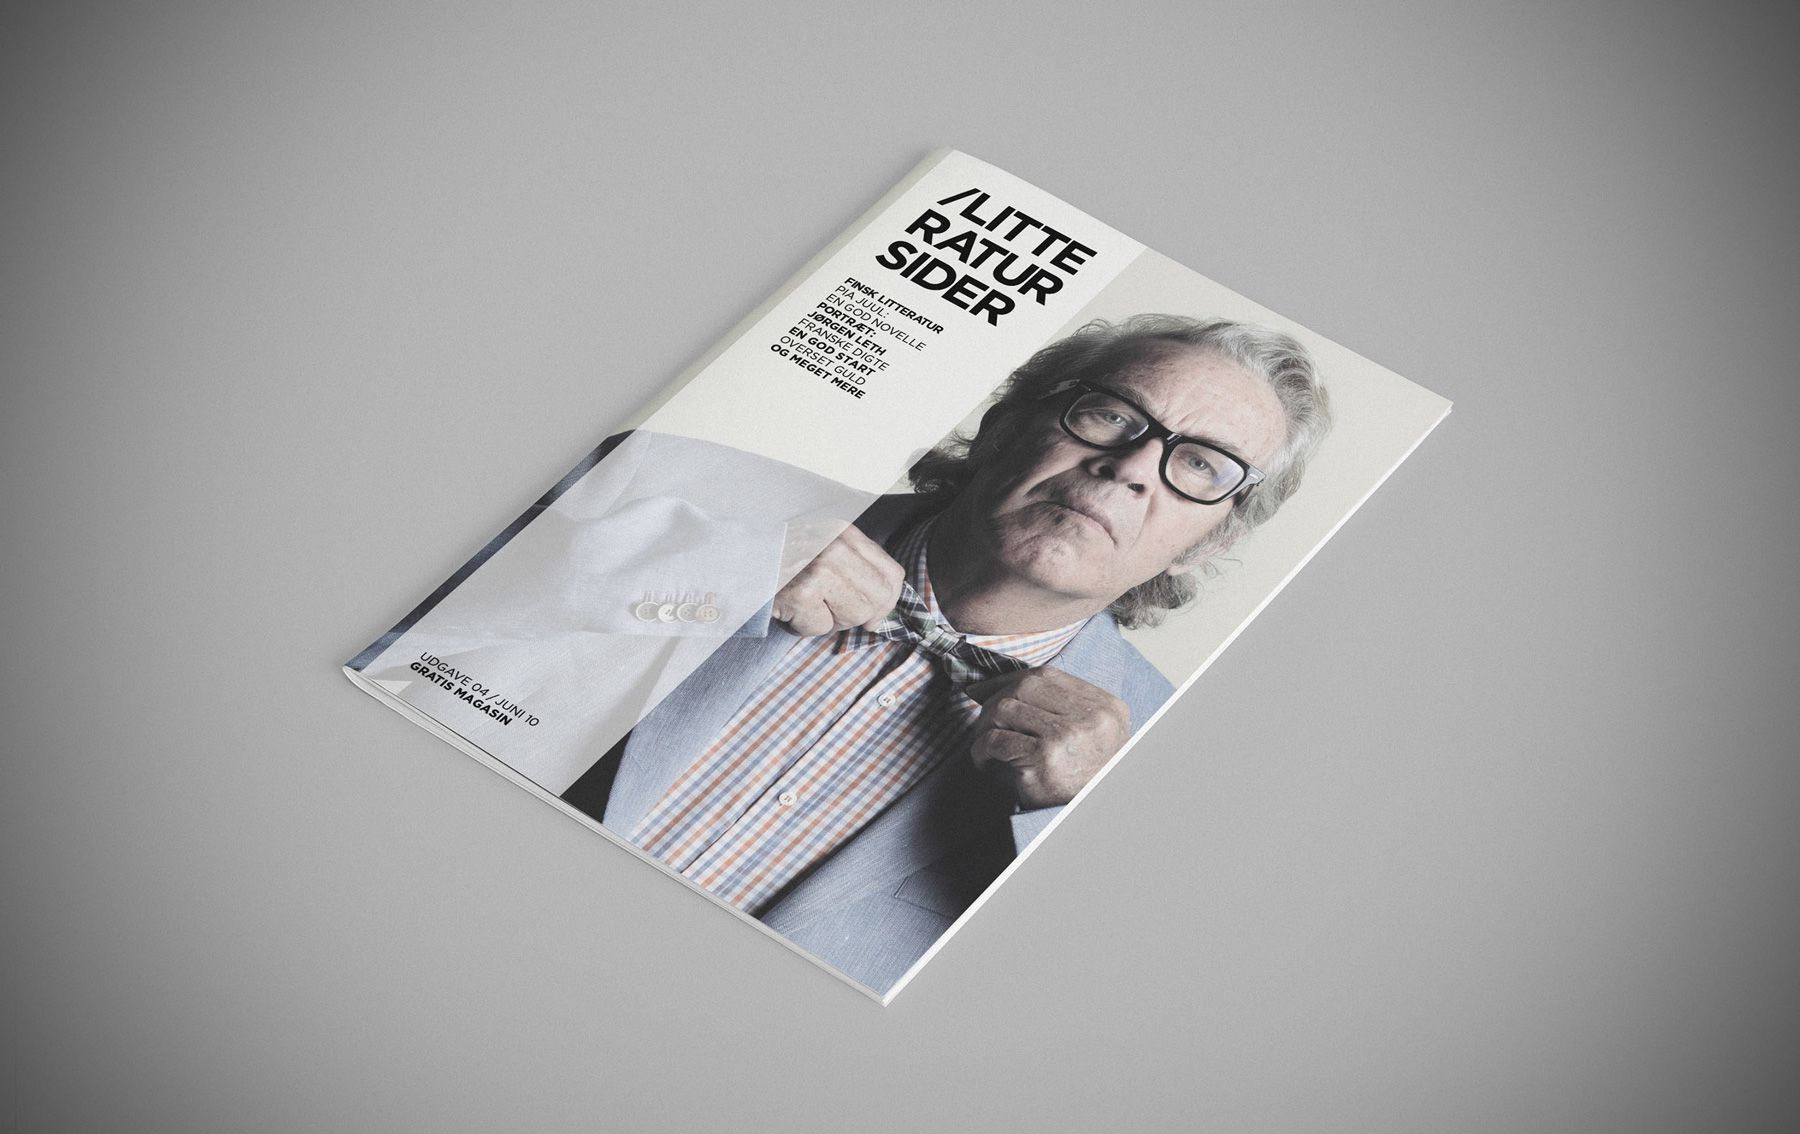 /LITTE
RATUR
SIDER
FINSK LITTERATUR
PIA JUUL:
EN GOD NOVELLE
PORTRÆT:
JØRGEN LETH
FRANSKE DIGTE
EN GOD START
OVERSET GULD
OG MEGET MERE
UDGAVE 04 / JUNI 10
GRATIS MAGASIN